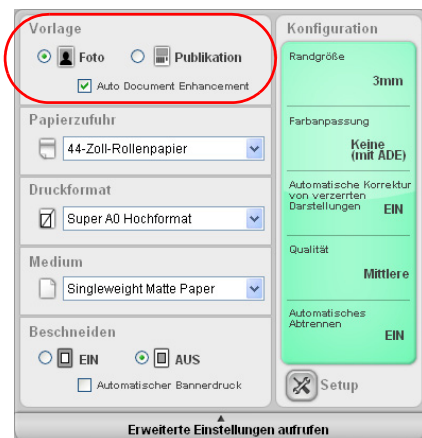 Vorlage
Foto
Publikation
Auto Document Enhancement
Papierzufuhr
44-Zoll-Rollenpapier
Druckformat
Super A0 Hochformat
Medium
Singleweight Matte Paper
Beschneiden
EIN
AUS
Automatischer Bannerdruck
Konfiguration
Randgröße
3mm
Farbanpassung
Keine
(mit ADE)
Automatische Korrektur
von verzerrten
Darstellungen
EIN
Qualität
Mittlere
Automatisches
Abtrennen
EIN
Setup
Erweiterte Einstellungen aufrufen